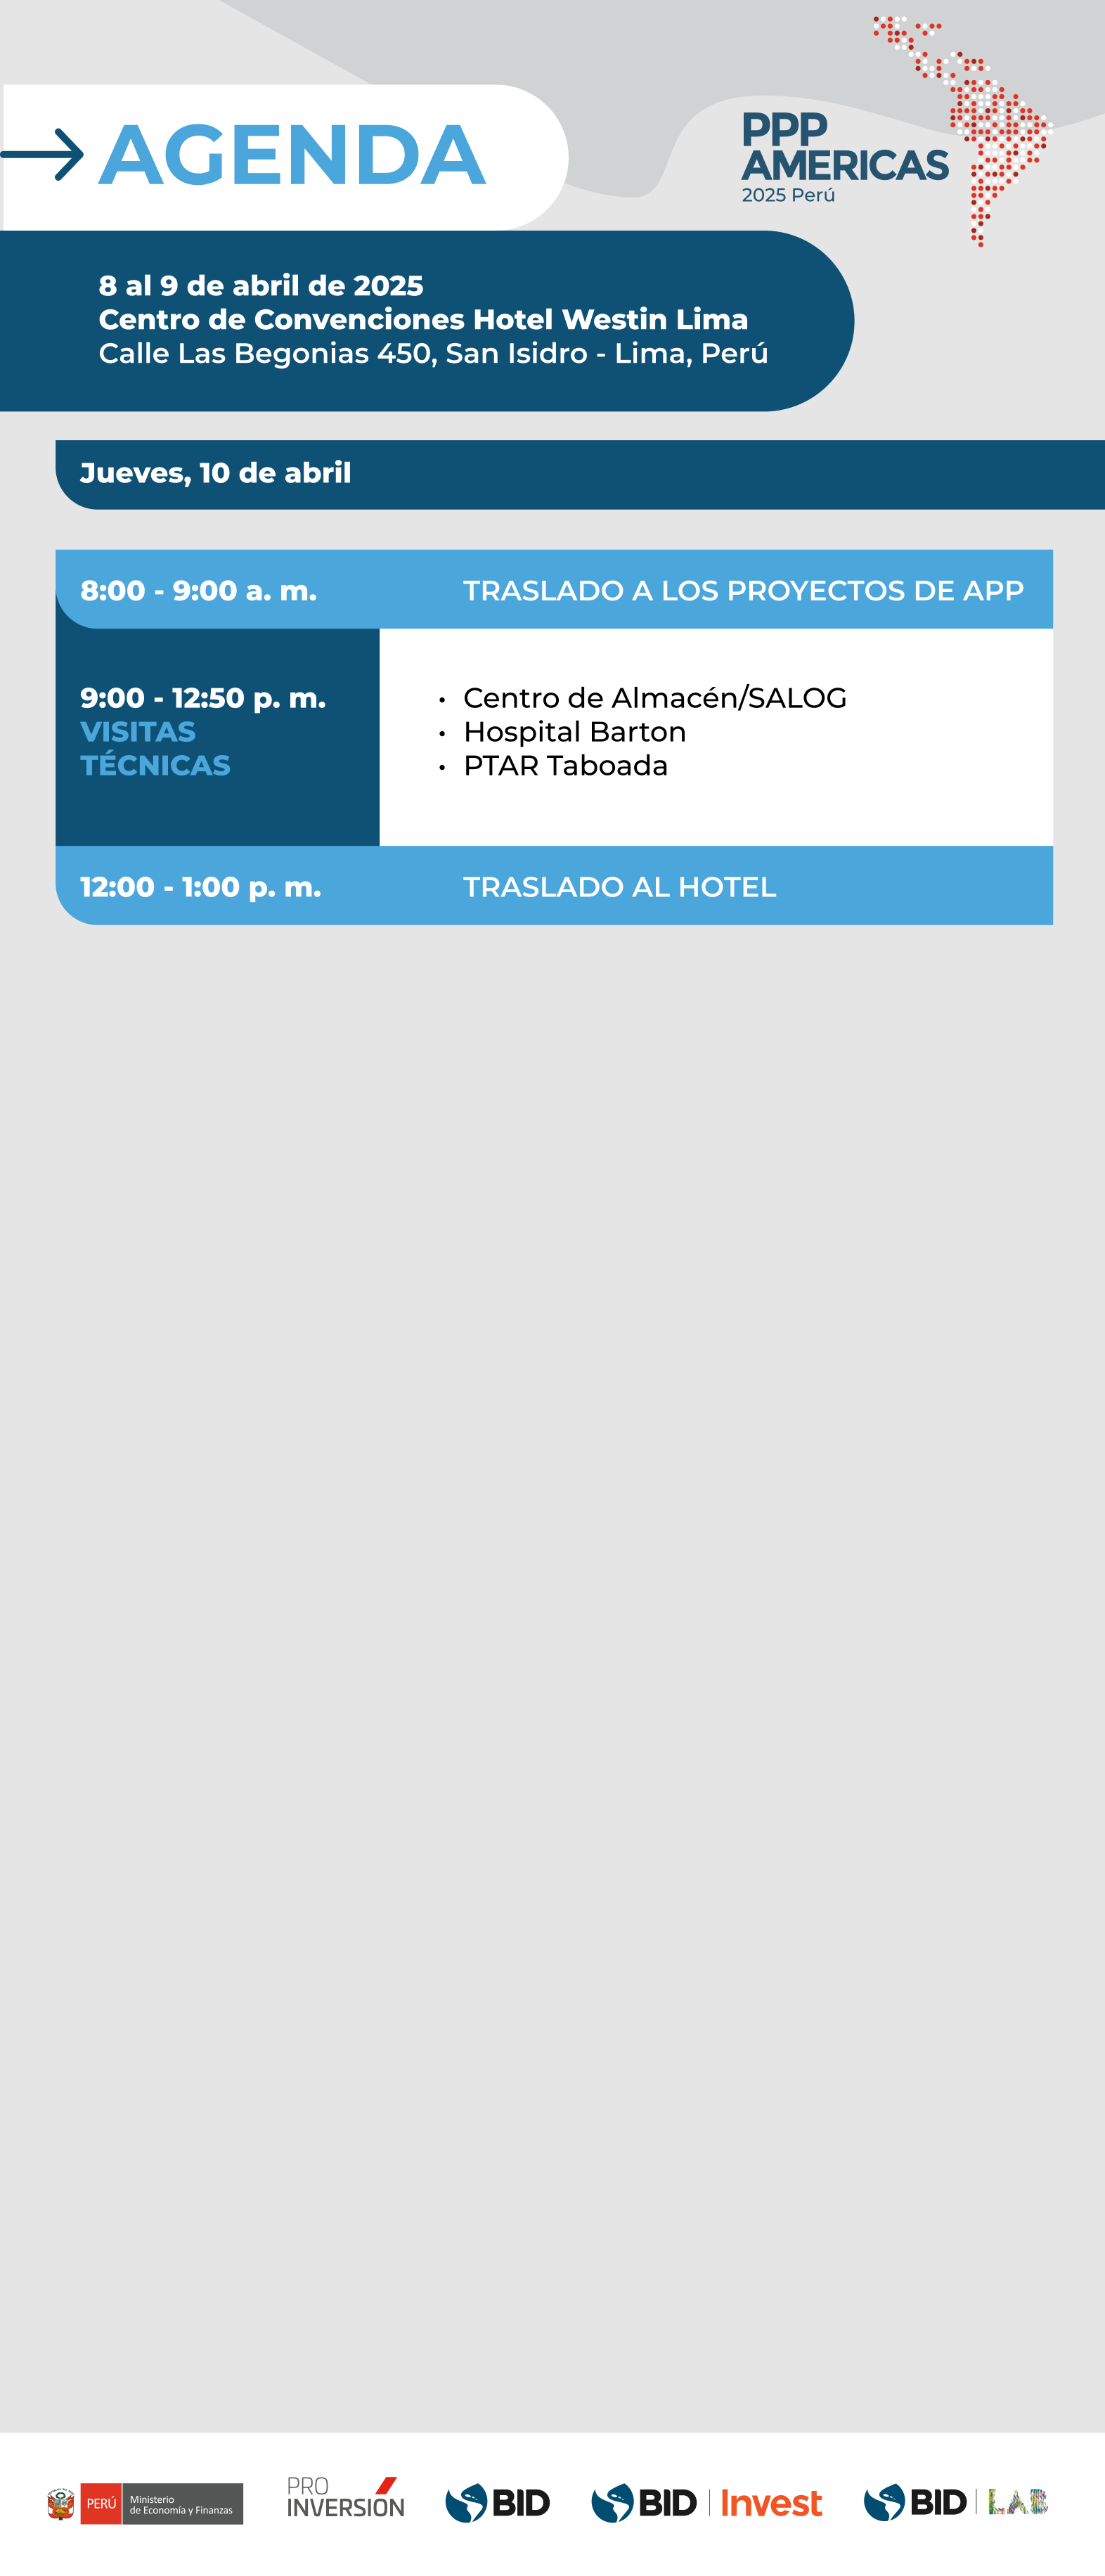 AGENDA
PPP
AMERICAS
2025 Perú
8 al 9 de abril de 2025
Centro de Convenciones Hotel Westin Lima
Calle Las Begonias 450, San Isidro - Lima, Perú
Jueves, 10 de abril
8:00 - 9:00 a. m. TRASLADO A LOS PROYECTOS DE APP
9:00 - 12:50 p. m.
VISITAS
TÉCNICAS
• Centro de Almacén/SALOG
• Hospital Barton
• PTAR Taboada
12:00 - 1:00 p. m. TRASLADO AL HOTEL
PERÚ
Ministerio
de Economía y Finanzas
PRO
INVERSIÓN
BID
BID Invest
BID LAB